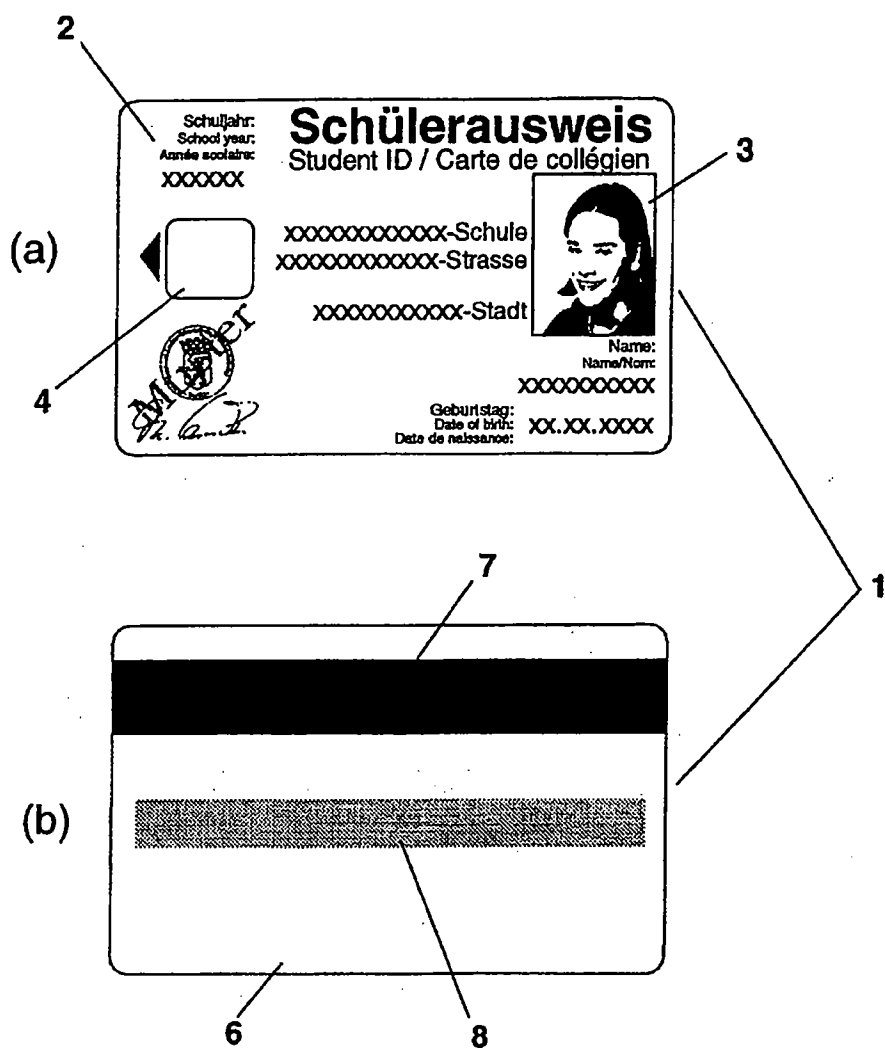 2
Schuljahr:
School year:
Année scolaire:
XXXXXX
Schülerausweis
Student ID / Carte de collégien
3
(a)
XXXXXXXXXXXX-Schule
XXXXXXXXXXXX-Strasse
XXXXXXXXXXX-Stadt
4
Muster
Name:
Name/Nom:
XXXXXXXXXX
Geburtstag:
Date of birth:
Date de naissance:
XX.XX.XXXX
1
7
(b)
6
8